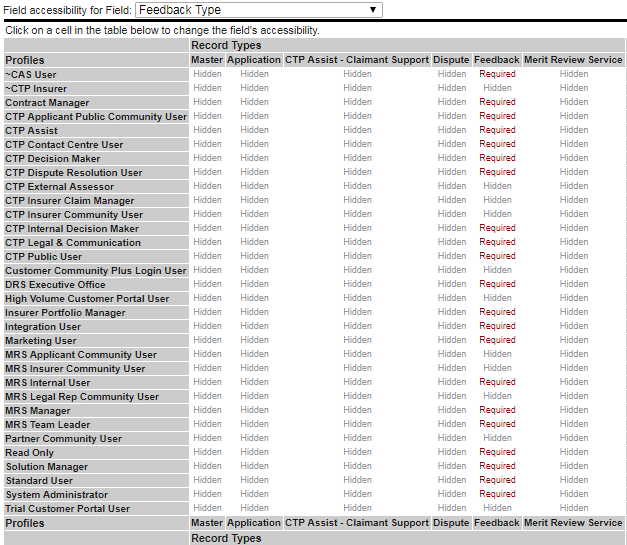 Field accessibility for Field: Feedback Type
Click on a cell in the table below to change the field's accessibility.
Record Types
Profiles Master Application CTP Assist - Claimant Support Dispute Feedback Merit Review Service
~CAS User Hidden Hidden Hidden Hidden Required Hidden
~CTP Insurer Hidden Hidden Hidden Hidden Hidden Hidden
Contract Manager Hidden Hidden Hidden Hidden Required Hidden
CTP Applicant Public Community User Hidden Hidden Hidden Hidden Required Hidden
CTP Assist Hidden Hidden Hidden Hidden Required Hidden
CTP Contact Centre User Hidden Hidden Hidden Hidden Required Hidden
CTP Decision Maker Hidden Hidden Hidden Hidden Required Hidden
CTP Dispute Resolution User Hidden Hidden Hidden Hidden Required Hidden
CTP External Assessor Hidden Hidden Hidden Hidden Hidden Hidden
CTP Insurer Claim Manager Hidden Hidden Hidden Hidden Hidden Hidden
CTP Insurer Community User Hidden Hidden Hidden Hidden Hidden Hidden
CTP Internal Decision Maker Hidden Hidden Hidden Hidden Required Hidden
CTP Legal & Communication Hidden Hidden Hidden Hidden Required Hidden
CTP Public User Hidden Hidden Hidden Hidden Required Hidden
Customer Community Plus Login User Hidden Hidden Hidden Hidden Hidden Hidden
DRS Executive Office Hidden Hidden Hidden Hidden Required Hidden
High Volume Customer Portal User Hidden Hidden Hidden Hidden Hidden Hidden
Insurer Portfolio Manager Hidden Hidden Hidden Hidden Required Hidden
Integration User Hidden Hidden Hidden Hidden Required Hidden
Marketing User Hidden Hidden Hidden Hidden Required Hidden
MRS Applicant Community User Hidden Hidden Hidden Hidden Hidden Hidden
MRS Insurer Community User Hidden Hidden Hidden Hidden Hidden Hidden
MRS Internal User Hidden Hidden Hidden Hidden Required Hidden
MRS Legal Rep Community User Hidden Hidden Hidden Hidden Hidden Hidden
MRS Manager Hidden Hidden Hidden Hidden Required Hidden
MRS Team Leader Hidden Hidden Hidden Hidden Required Hidden
Partner Community User Hidden Hidden Hidden Hidden Hidden Hidden
Read Only Hidden Hidden Hidden Hidden Required Hidden
Solution Manager Hidden Hidden Hidden Hidden Required Hidden
Standard User Hidden Hidden Hidden Hidden Required Hidden
System Administrator Hidden Hidden Hidden Hidden Required Hidden
Trial Customer Portal User Hidden Hidden Hidden Hidden Hidden Hidden
Profiles Master Application CTP Assist - Claimant Support Dispute Feedback Merit Review Service
Record Types